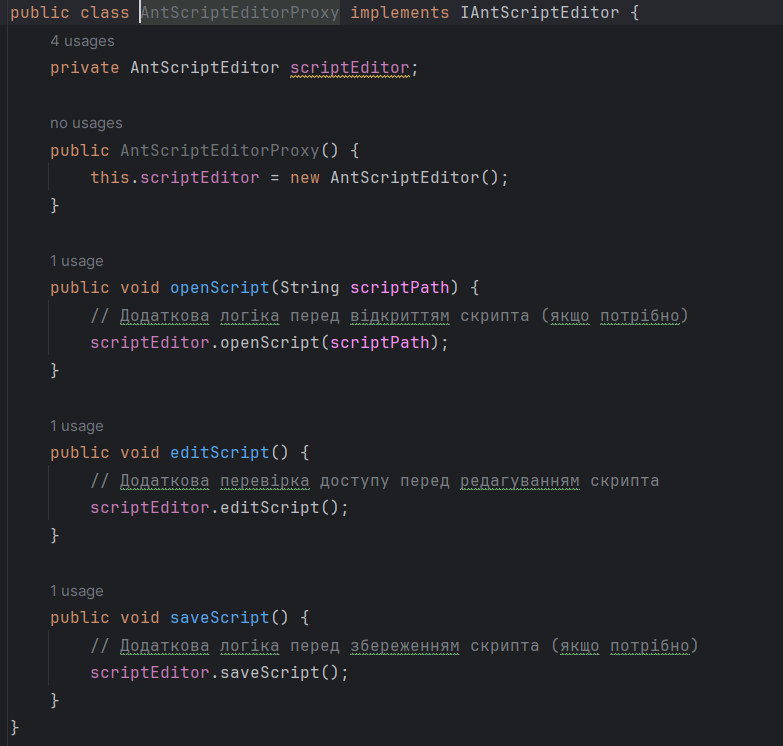 public class AntScriptEditorProxy implements IAntScriptEditor {
4 usages
private AntScriptEditor scriptEditor;
no usages
public AntScriptEditorProxy() {
this.scriptEditor = new AntScriptEditor();
}
1 usage
public void openScript(String scriptPath) {
// Додаткова логіка перед відкриттям скрипта (якщо потрібно)
scriptEditor.openScript(scriptPath);
}
1 usage
public void editScript() {
// Додаткова перевірка доступу перед редагуванням скрипта
scriptEditor.editScript();
}
1 usage
public void saveScript() {
// Додаткова логіка перед збереженням скрипта (якщо потрібно)
scriptEditor.saveScript();
}
}